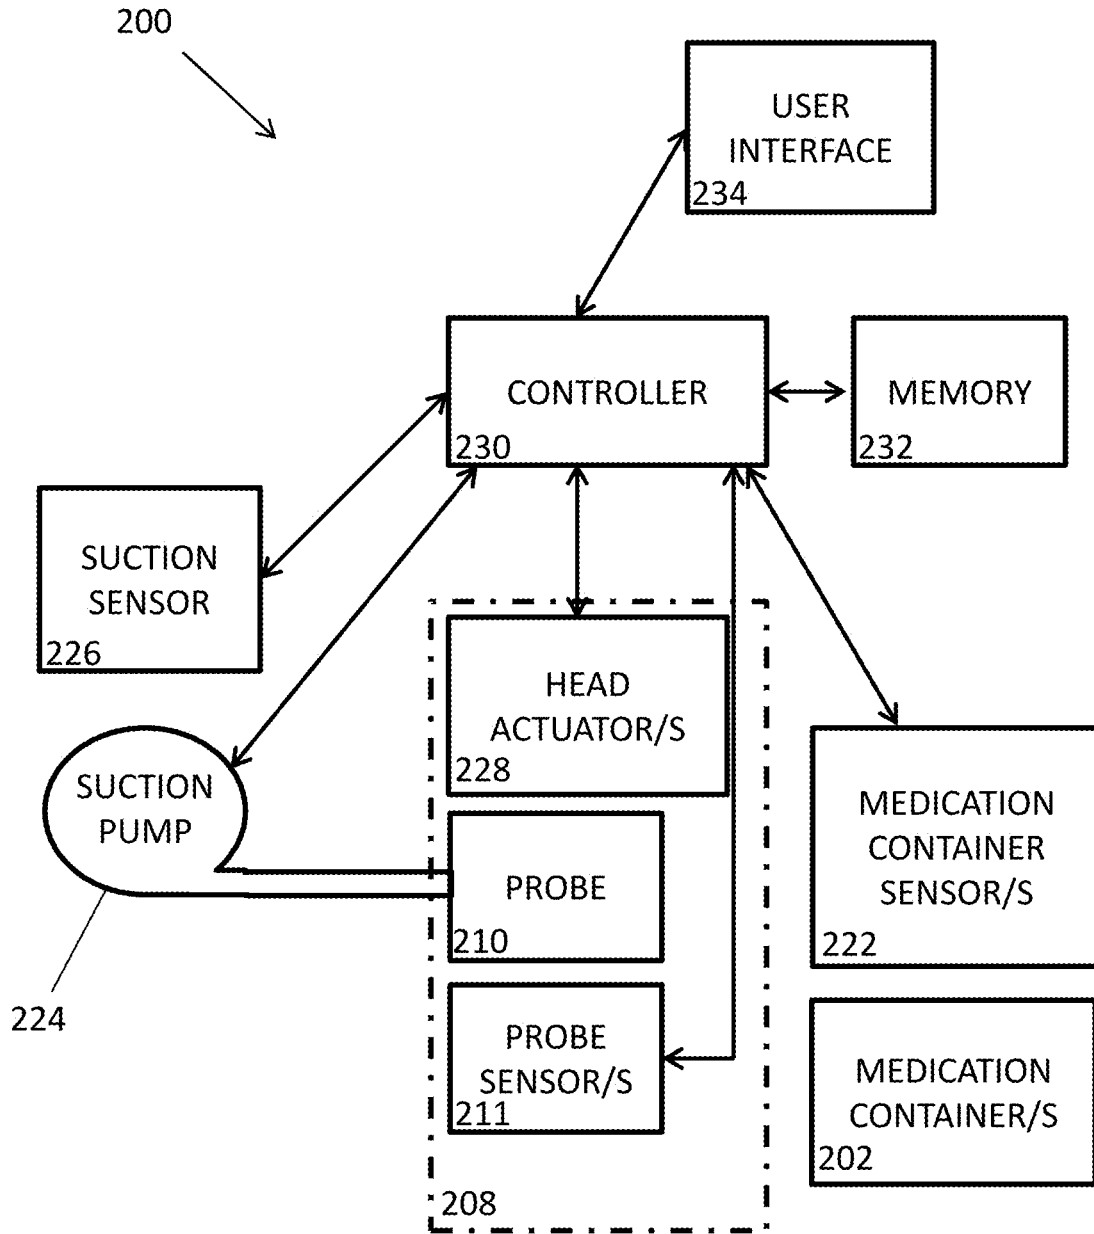 200
USER
INTERFACE
234
CONTROLLER
230
MEMORY
232
SUCTION
SENSOR
226
HEAD
ACTUATOR/S
228
SUCTION
PUMP
224
PROBE
210
PROBE
SENSOR/S
211
208
MEDICATION
CONTAINER
SENSOR/S
222
MEDICATION
CONTAINER/S
202